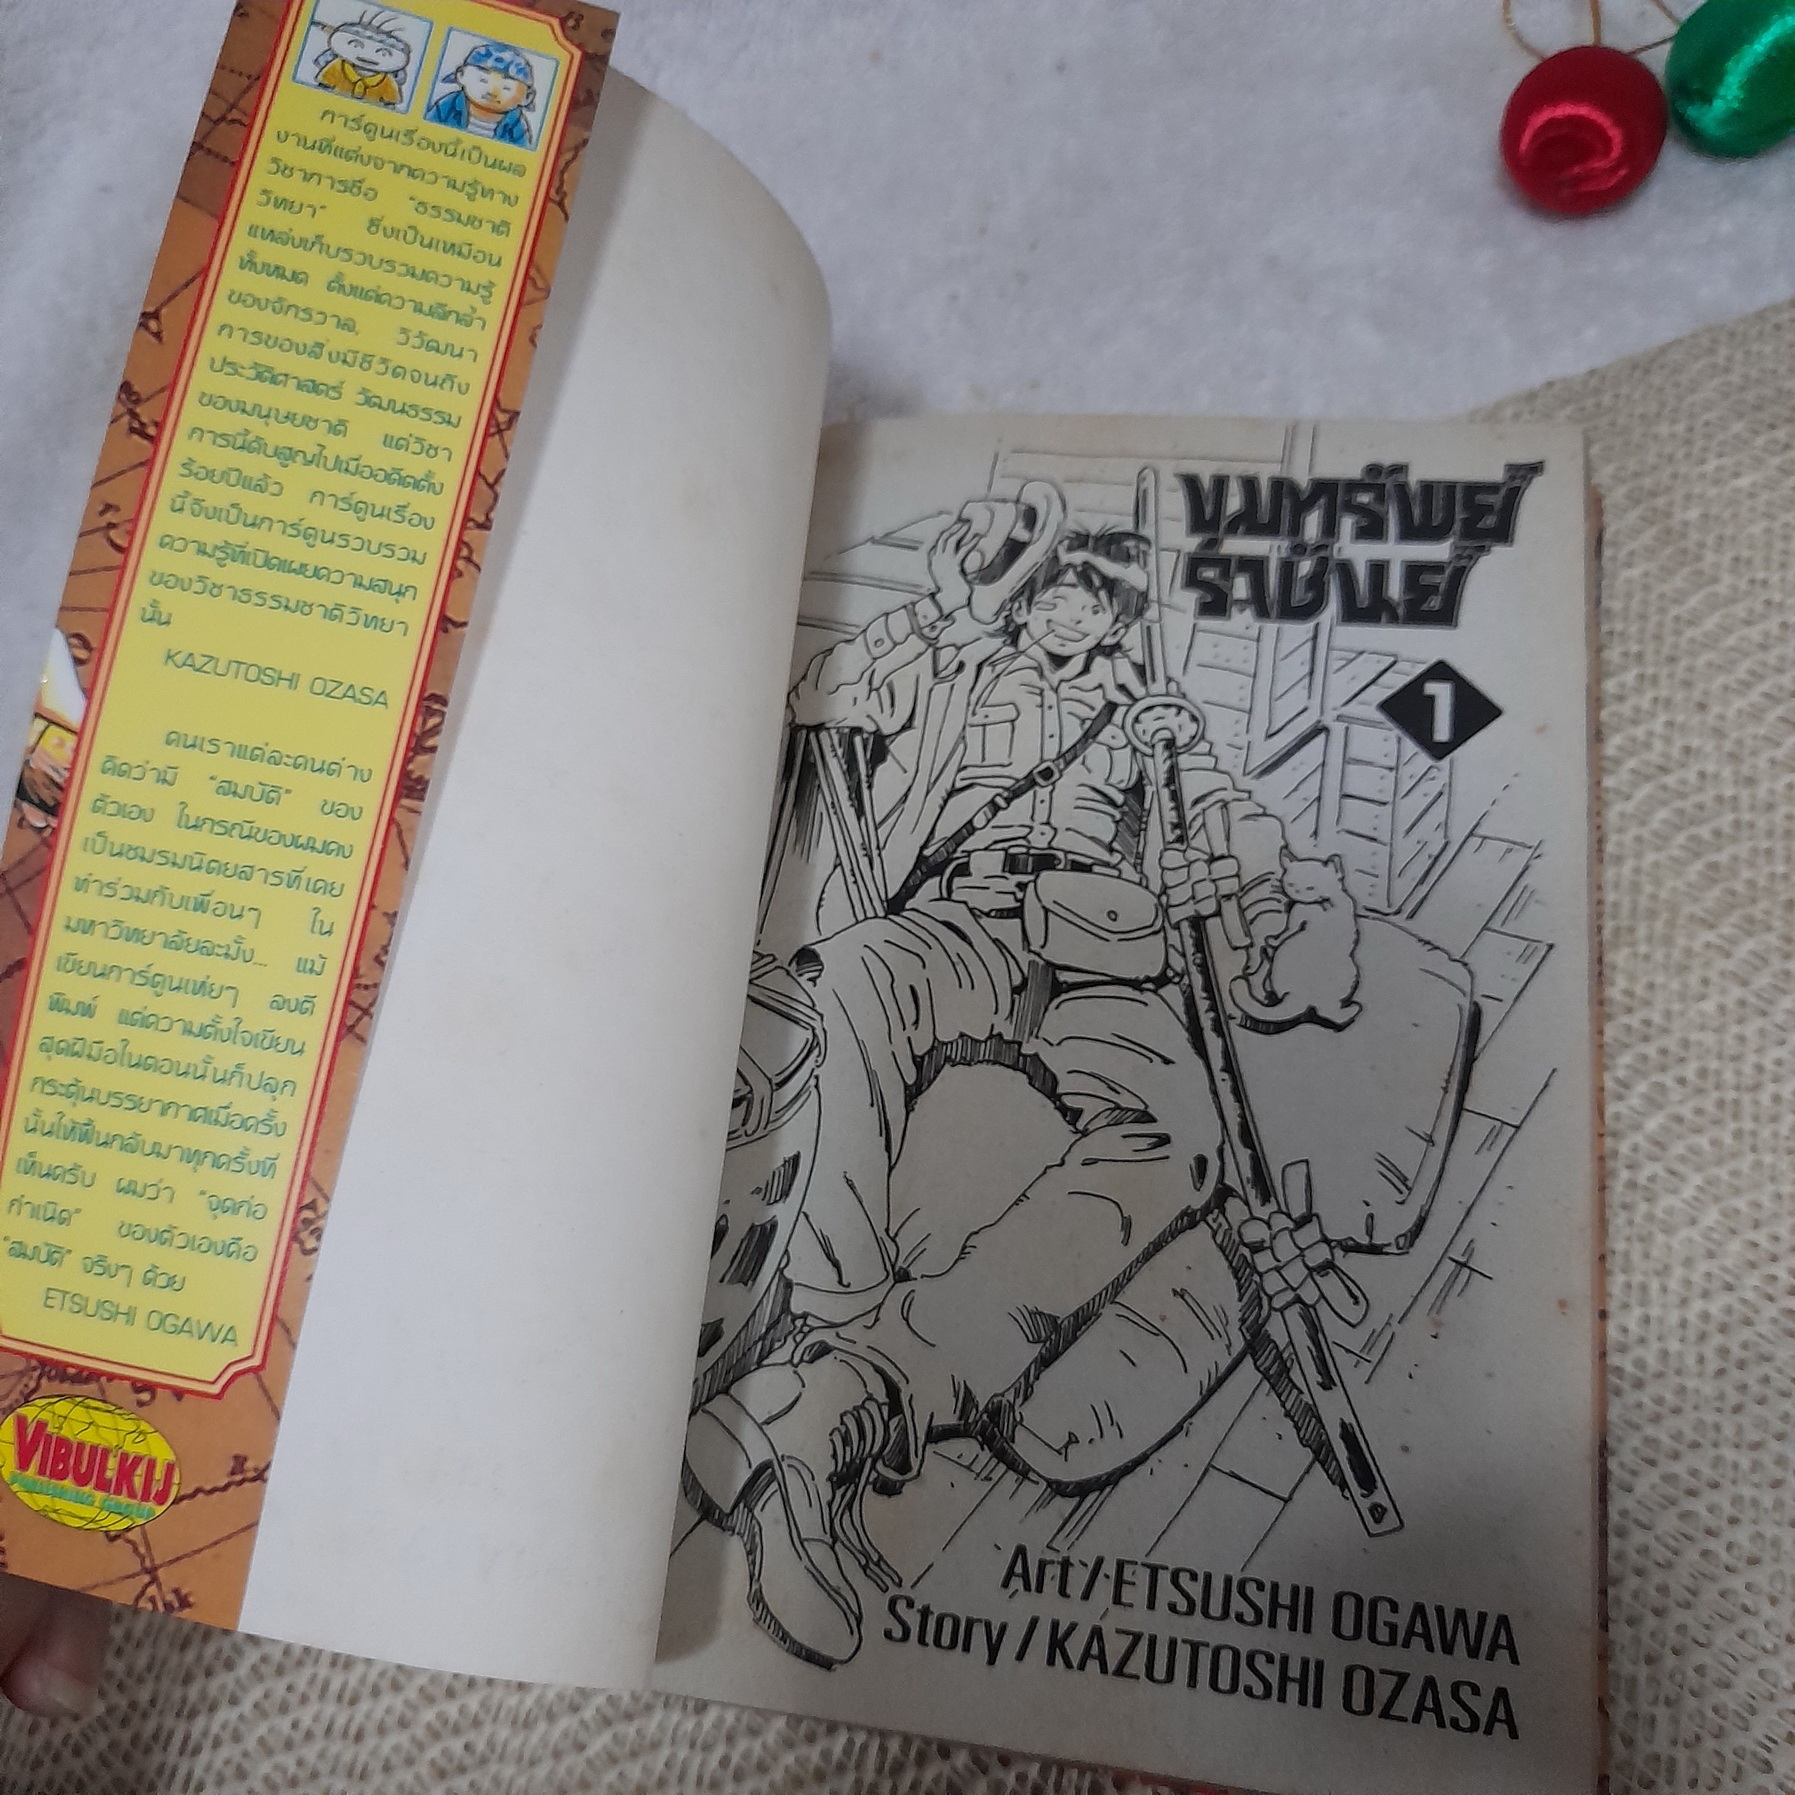 การ์ตูนเรื่องนี้เป็นผล
งานที่แต่งจากความรู้ทาง
วิชาการชื่อ "ธรรมชาติ
วิทยา" ซึ่งเป็นเหมือน
แหล่งเก็บรวบรวมความรู้
ทั้งหมด ตั้งแต่ความลึกล้ำ
ของจักรวาล, วิวัฒนา
การของสิ่งมีชีวิตจนถึง
ประวัติศาสตร์ วัฒนธรรม
ของมนุษยชาติ แต่วิชา
การนี้ดับสูญไปเมื่ออดีตตั้ง
ร้อยปีแล้ว การ์ตูนเรื่อง
นี้จึงเป็นการ์ตูนรวบรวม
ความรู้ที่เปิดเผยความสนุก
ของวิชาธรรมชาติวิทยา
นั้น
KAZUTOSHI OZASA
คนเราแต่ละคนต่าง
คิดว่ามี "สมบัติ" ของ
ตัวเอง ในกรณีของผมคง
เป็นชมรมนิตยสารที่เคย
ทำร่วมกับเพื่อนๆ ใน
มหาวิทยาลัยละมั้ง... แม้
เขียนการ์ตูนเห่ยๆ ลงตี
พิมพ์ แต่ความตั้งใจเขียน
สุดฝีมือในตอนนั้นก็ปลุก
กระตุ้นบรรยากาศเมื่อครั้ง
นั้นให้ฟื้นกลับมาทุกครั้งที่
เห็นครับ ผมว่า "จุดก่อ
กำเนิด" ของตัวเองคือ
"สมบัติ" จริงๆ ด้วย
ETSUSHI OGAWA
VIBULKIJ
PUBLISHING GROUP
ขุมทรัพย์
ราชันย์
1
Art / ETSUSHI OGAWA
Story / KAZUTOSHI OZASA